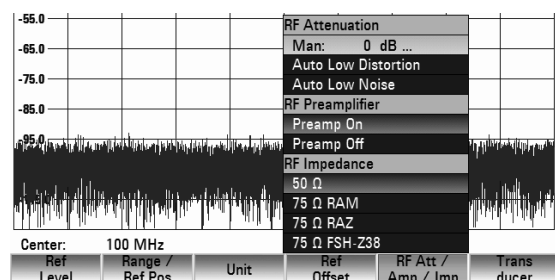 -55.0
-65.0
-75.0
-85.0
-95.0
RF Attenuation
Man: 0 dB ...
Auto Low Distortion
Auto Low Noise
RF Preamplifier
Preamp On
Preamp Off
RF Impedance
50 Ω
75 Ω RAM
75 Ω RAZ
75 Ω FSH-Z38
Center: 100 MHz
Ref Level
Range / Ref Pos
Unit
Ref Offset
RF Att / Amp / Imp
Trans ducer